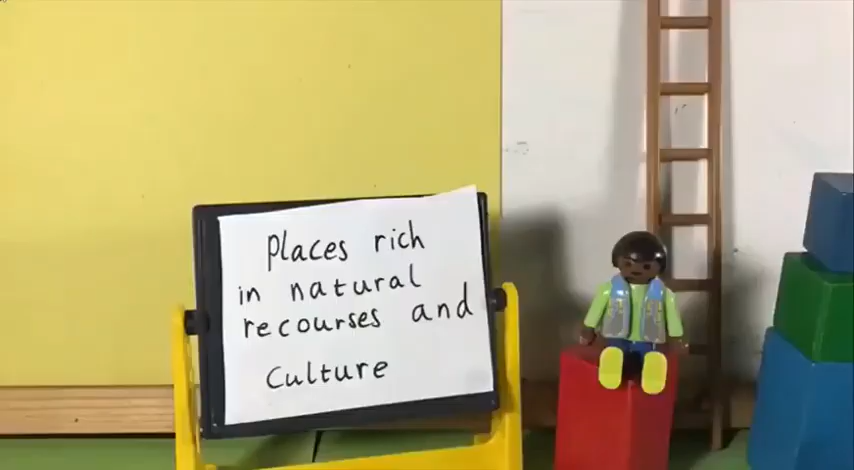 Places rich
in natural
recourses and
Culture